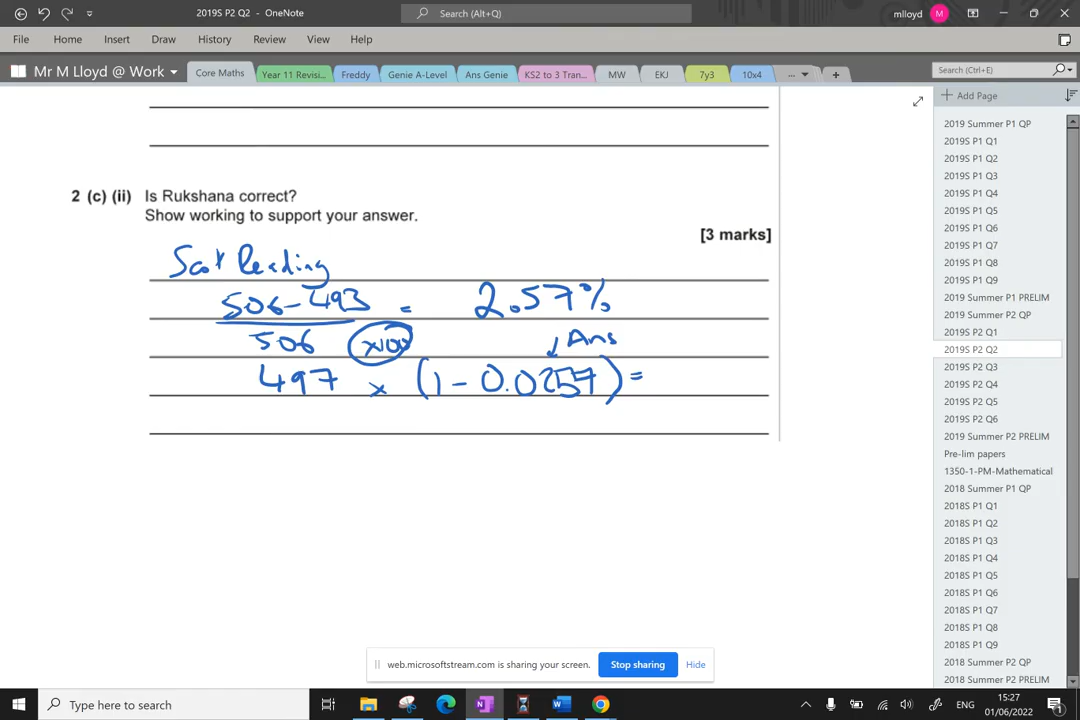 2019S P2 Q2 - OneNote
Search (Alt+Q)
mlloyd
M
File Home Insert Draw History Review View Help
Mr M Lloyd @ Work
Core Maths
Year 11 Revisi...
Freddy
Genie A-Level
Ans Genie
KS2 to 3 Tran...
MW
EKJ
7y3
10x4
...
+
Search (Ctrl+E)
Add Page
2019 Summer P1 QP
2019S P1 Q1
2019S P1 Q2
2019S P1 Q3
2019S P1 Q4
2019S P1 Q5
2019S P1 Q6
2019S P1 Q7
2019S P1 Q8
2019S P1 Q9
2019 Summer P1 PRELIM
2019 Summer P2 QP
2019S P2 Q1
2019S P2 Q2
2019S P2 Q3
2019S P2 Q4
2019S P2 Q5
2019S P2 Q6
2019 Summer P2 PRELIM
Pre-lim papers
1350-1-PM-Mathematical
2018 Summer P1 QP
2018S P1 Q1
2018S P1 Q2
2018S P1 Q3
2018S P1 Q4
2018S P1 Q5
2018S P1 Q6
2018S P1 Q7
2018S P1 Q8
2018S P1 Q9
2018 Summer P2 QP
2018 Summer P2 PRELIM
2 (c) (ii) Is Rukshana correct?
Show working to support your answer.
[3 marks]
Scot Reading
506-493 = 2.57%
506 x100
Ans
497 x (1 - 0.0257) =
web.microsoftstream.com is sharing your screen.
Stop sharing
Hide
Type here to search
ENG
15:27
01/06/2022